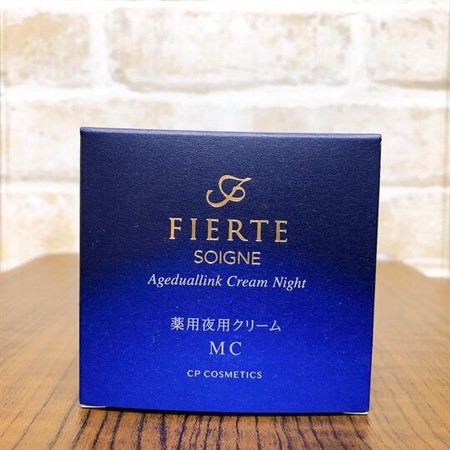 FIERTE
SOIGNE
Ageduallink Cream Night
薬用夜用クリーム
MC
CP COSMETICS